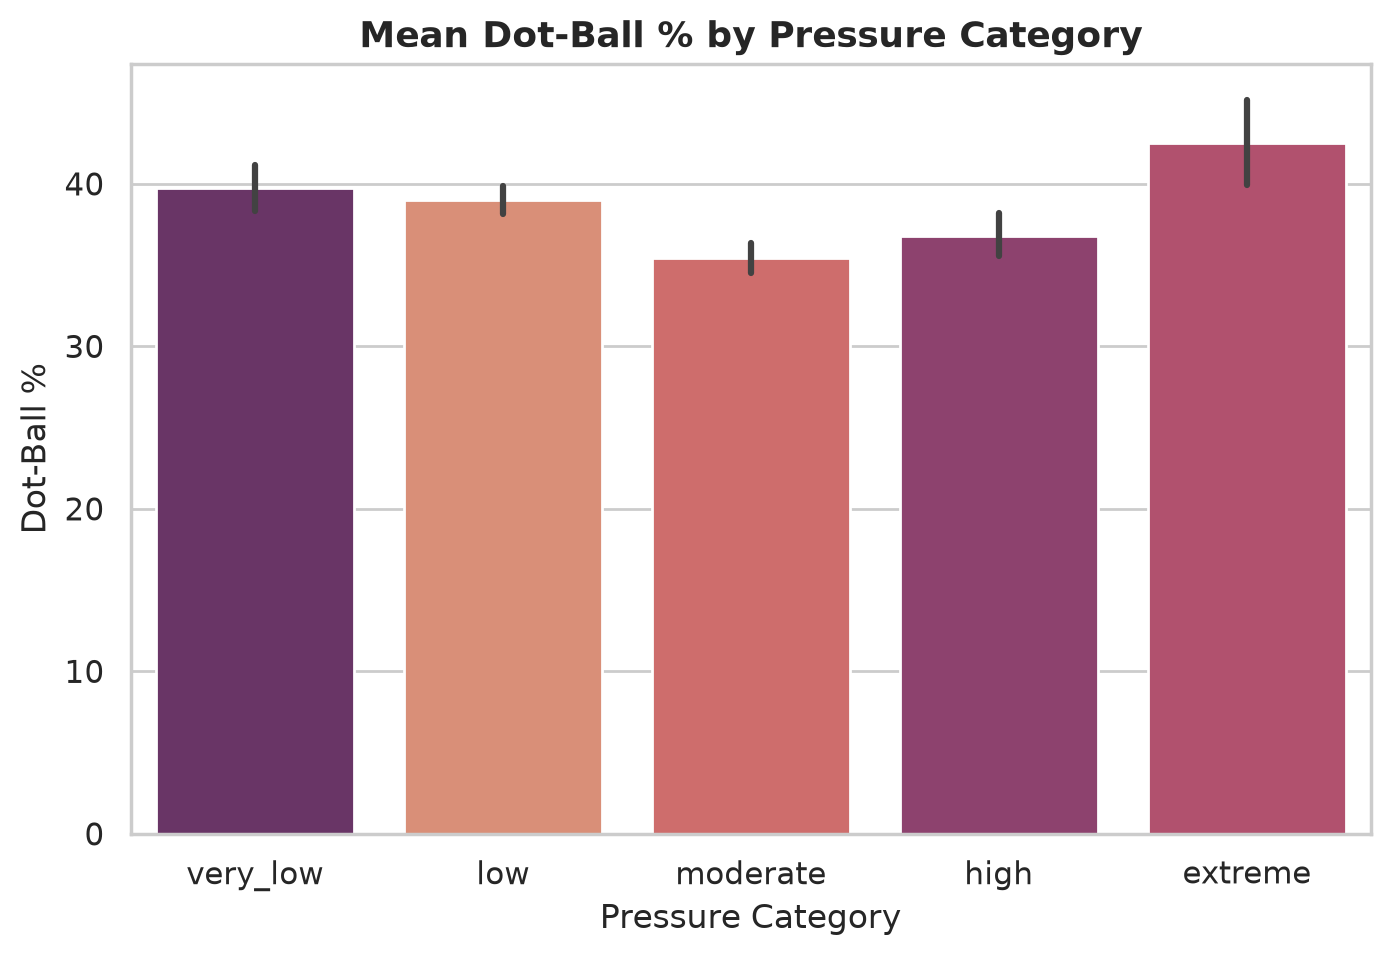 Mean Dot-Ball % by Pressure Category
Dot-Ball %
40
30
20
10
0
very_low low moderate high extreme
Pressure Category